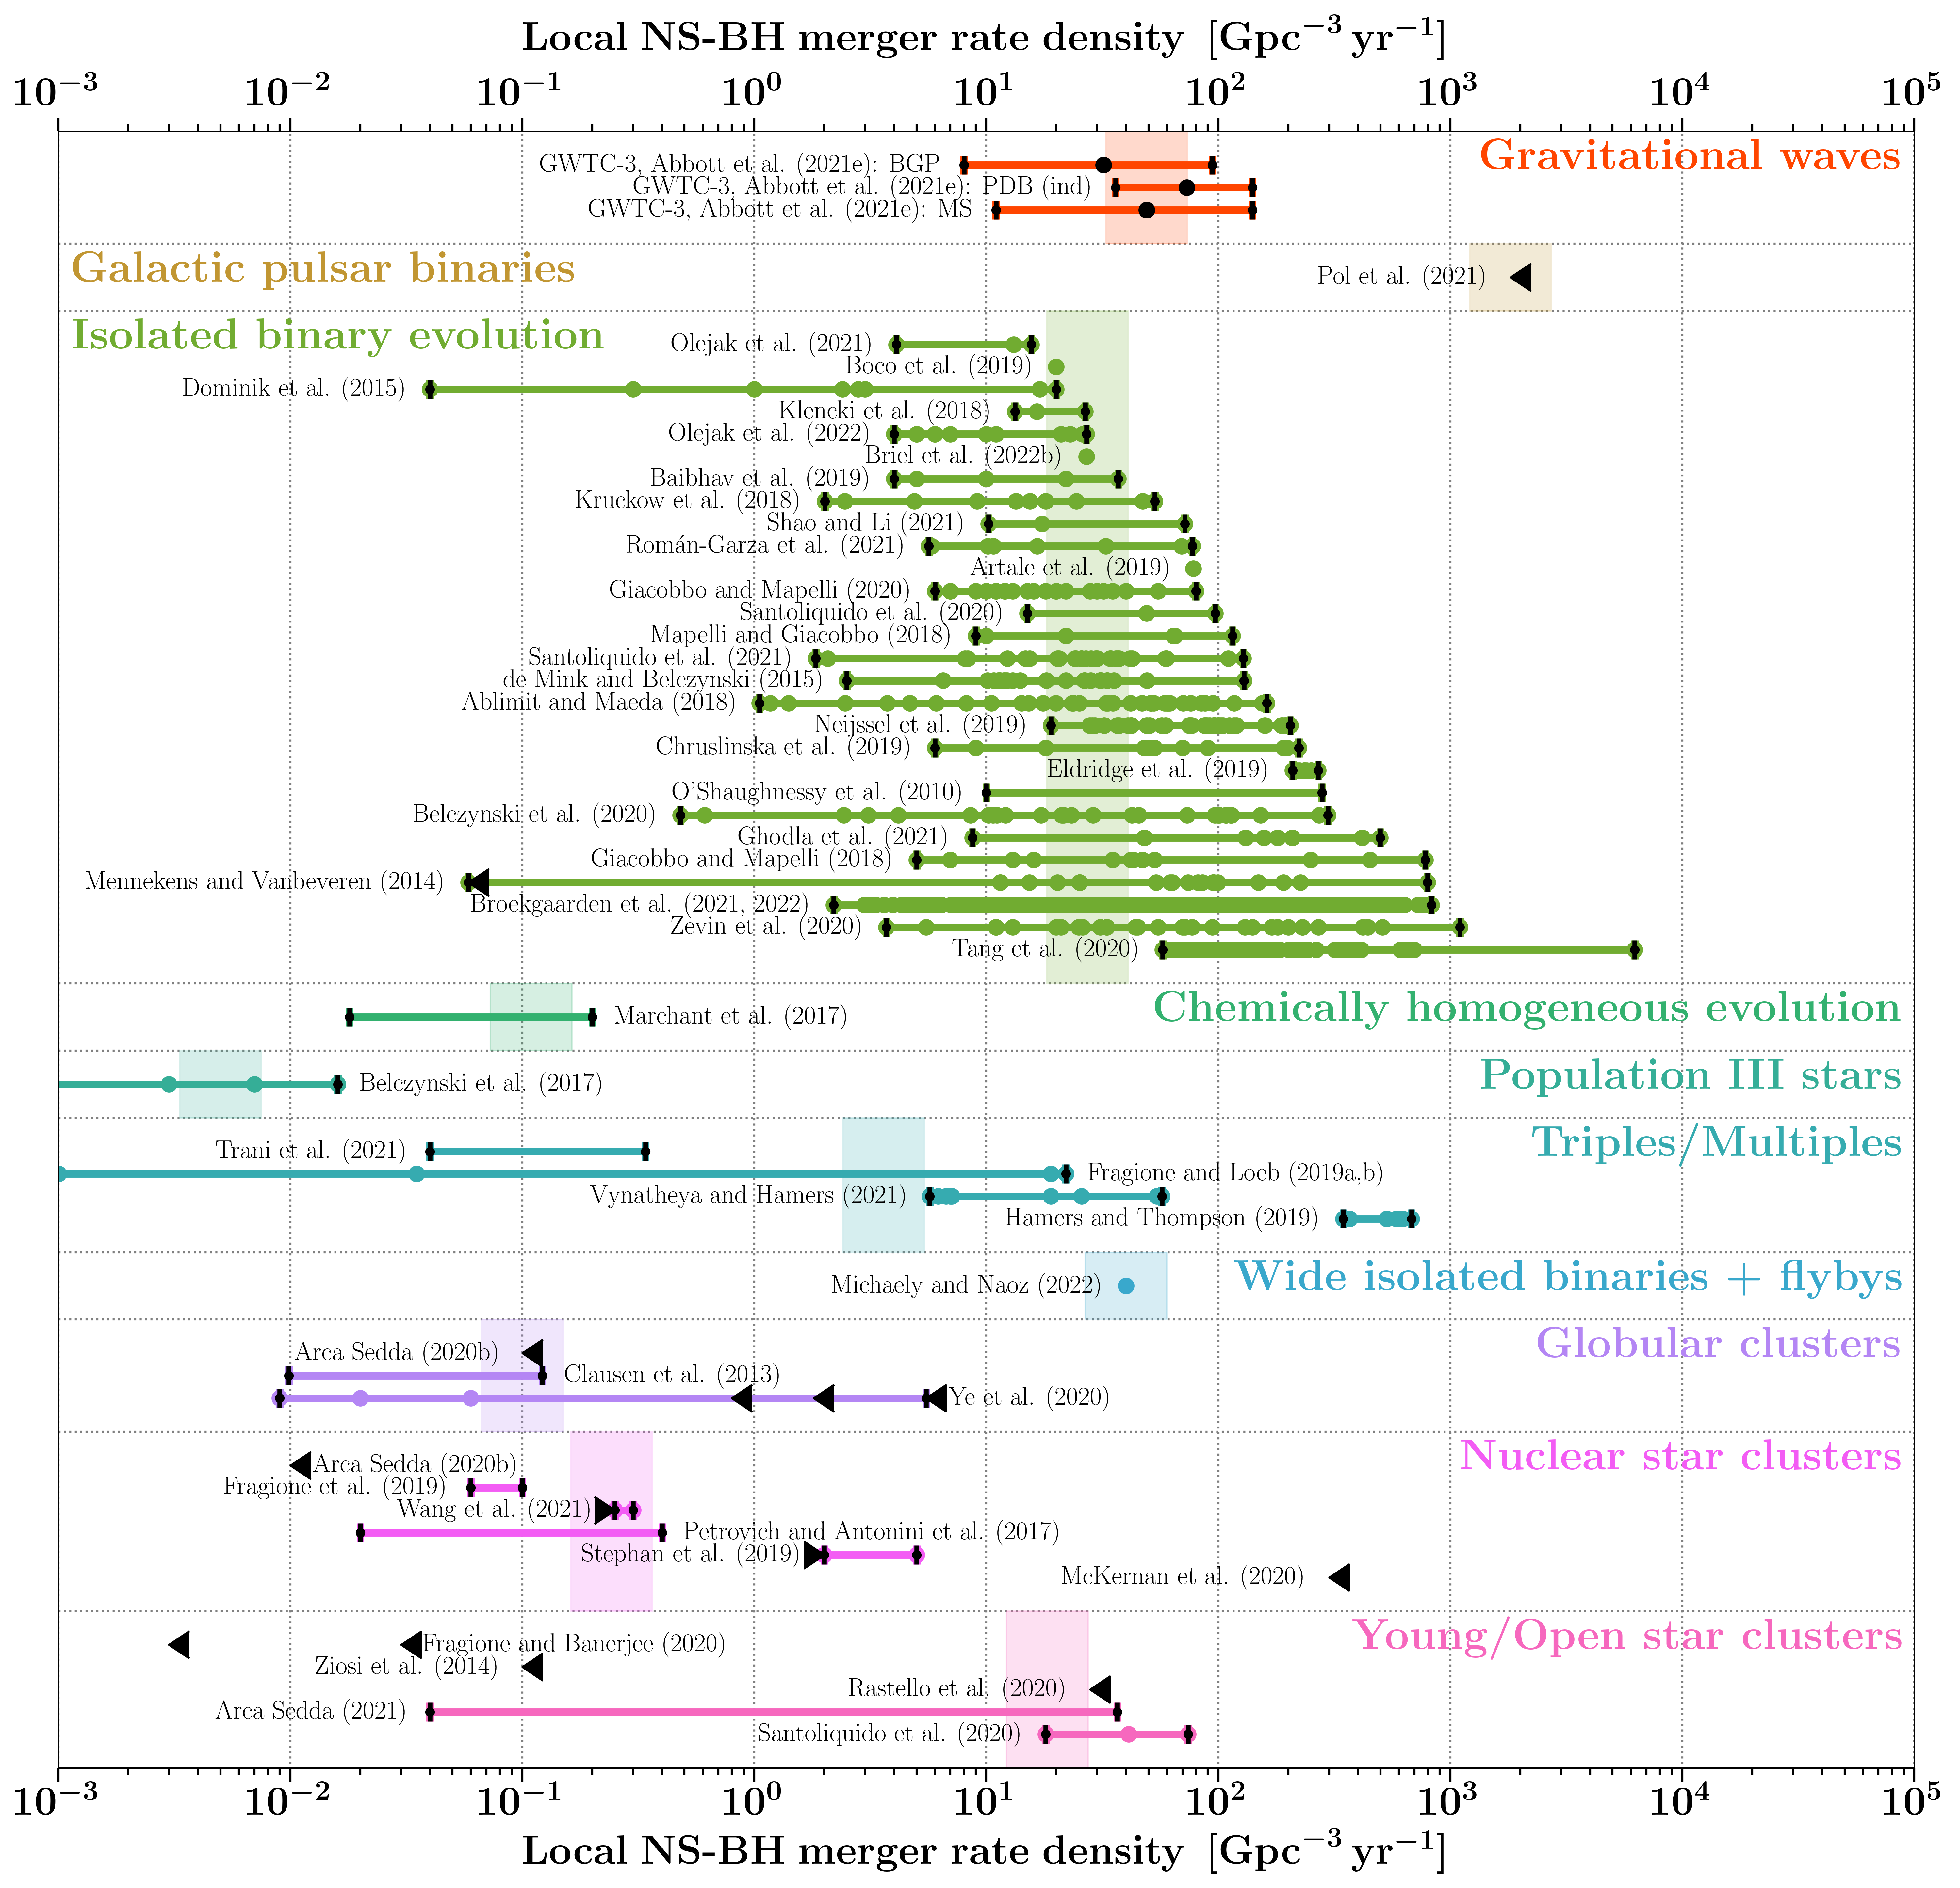 Local NS-BH merger rate density [Gpc⁻³ yr⁻¹]
10⁻³ 10⁻² 10⁻¹ 10⁰ 10¹ 10² 10³ 10⁴ 10⁵
Gravitational waves
GWTC-3, Abbott et al. (2021e): BGP
GWTC-3, Abbott et al. (2021e): PDB (ind)
GWTC-3, Abbott et al. (2021e): MS
Galactic pulsar binaries
Pol et al. (2021)
Isolated binary evolution
Olejak et al. (2021)
Boco et al. (2019)
Dominik et al. (2015)
Klencki et al. (2018)
Olejak et al. (2022)
Briel et al. (2022b)
Baibhav et al. (2019)
Kruckow et al. (2018)
Shao and Li (2021)
Román-Garza et al. (2021)
Artale et al. (2019)
Giacobbo and Mapelli (2020)
Santoliquido et al. (2020)
Mapelli and Giacobbo (2018)
Santoliquido et al. (2021)
de Mink and Belczynski (2015)
Ablimit and Maeda (2018)
Neijssel et al. (2019)
Chruslinska et al. (2019)
Eldridge et al. (2019)
O'Shaughnessy et al. (2010)
Belczynski et al. (2020)
Ghodla et al. (2021)
Giacobbo and Mapelli (2018)
Mennekens and Vanbeveren (2014)
Broekgaarden et al. (2021, 2022)
Zevin et al. (2020)
Tang et al. (2020)
Chemically homogeneous evolution
Marchant et al. (2017)
Population III stars
Belczynski et al. (2017)
Triples/Multiples
Trani et al. (2021)
Fragione and Loeb (2019a,b)
Vynatheya and Hamers (2021)
Hamers and Thompson (2019)
Wide isolated binaries + flybys
Michaely and Naoz (2022)
Globular clusters
Arca Sedda (2020b)
Clausen et al. (2013)
Ye et al. (2020)
Nuclear star clusters
Arca Sedda (2020b)
Fragione et al. (2019)
Wang et al. (2021)
Petrovich and Antonini et al. (2017)
Stephan et al. (2019)
McKernan et al. (2020)
Young/Open star clusters
Fragione and Banerjee (2020)
Ziosi et al. (2014)
Rastello et al. (2020)
Arca Sedda (2021)
Santoliquido et al. (2020)
10⁻³ 10⁻² 10⁻¹ 10⁰ 10¹ 10² 10³ 10⁴ 10⁵
Local NS-BH merger rate density [Gpc⁻³ yr⁻¹]